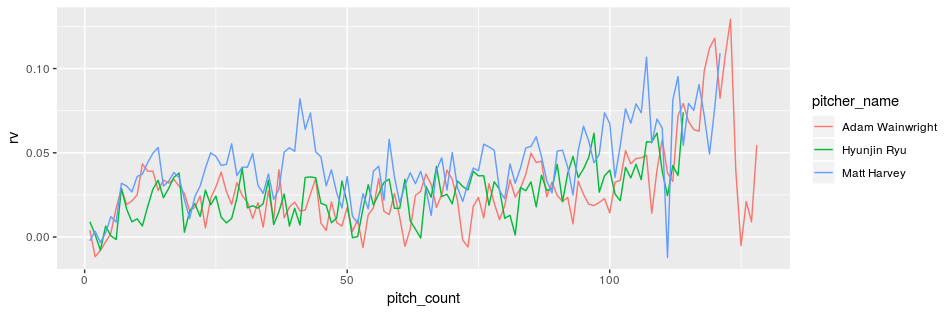 rv
0.10
0.05
0.00
0
50
100
pitch_count
pitcher_name
Adam Wainwright
Hyunjin Ryu
Matt Harvey